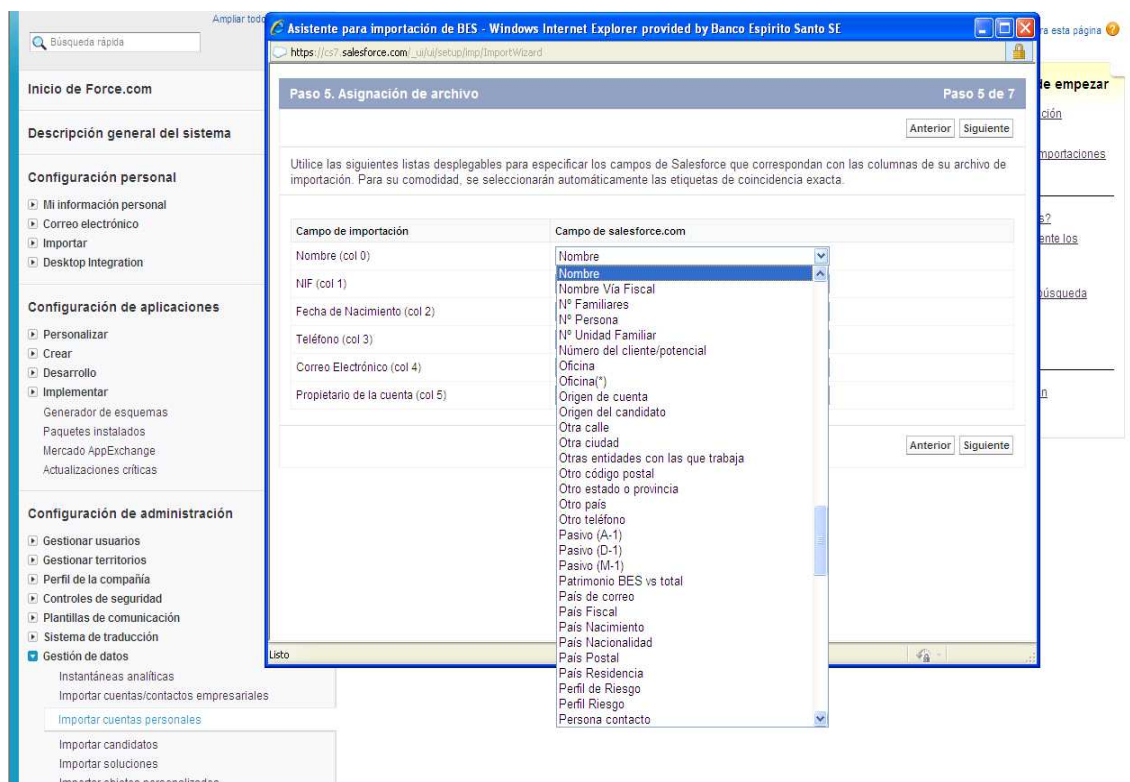 Ampliar todo
Búsqueda rápida
Inicio de Force.com
Descripción general del sistema
Configuración personal
Mi información personal
Correo electrónico
Importar
Desktop Integration
Configuración de aplicaciones
Personalizar
Crear
Desarrollo
Implementar
Generador de esquemas
Paquetes instalados
Mercado AppExchange
Actualizaciones críticas
Configuración de administración
Gestionar usuarios
Gestionar territorios
Perfil de la compañía
Controles de seguridad
Plantillas de comunicación
Sistema de traducción
Gestión de datos
Instantáneas analíticas
Importar cuentas/contactos empresariales
Importar cuentas personales
Importar candidatos
Importar soluciones
Importar objetos personalizados
Asistente para importación de BES - Windows Internet Explorer provided by Banco Espirito Santo SE
https://cs7.salesforce.com/_ui/ui/setup/imp/ImportWizard
Paso 5. Asignación de archivo Paso 5 de 7
Anterior Siguiente
Utilice las siguientes listas desplegables para especificar los campos de Salesforce que correspondan con las columnas de su archivo de
importación. Para su comodidad, se seleccionarán automáticamente las etiquetas de coincidencia exacta.
Campo de importación Campo de salesforce.com
Nombre (col 0) Nombre
NIF (col 1)
Fecha de Nacimiento (col 2)
Teléfono (col 3)
Correo Electrónico (col 4)
Propietario de la cuenta (col 5)
Nombre
Nombre Vía Fiscal
Nº Familiares
Nº Persona
Nº Unidad Familiar
Número del cliente/potencial
Oficina
Oficina(*)
Origen de cuenta
Origen del candidato
Otra calle
Otra ciudad
Otras entidades con las que trabaja
Otro código postal
Otro estado o provincia
Otro país
Otro teléfono
Pasivo (A-1)
Pasivo (D-1)
Pasivo (M-1)
Patrimonio BES vs total
País de correo
País Fiscal
País Nacimiento
País Nacionalidad
País Postal
País Residencia
Perfil de Riesgo
Perfil Riesgo
Persona contacto
Anterior Siguiente
Listo
ra esta página
de empezar
ción
mportaciones
s?
ente los
búsqueda
n